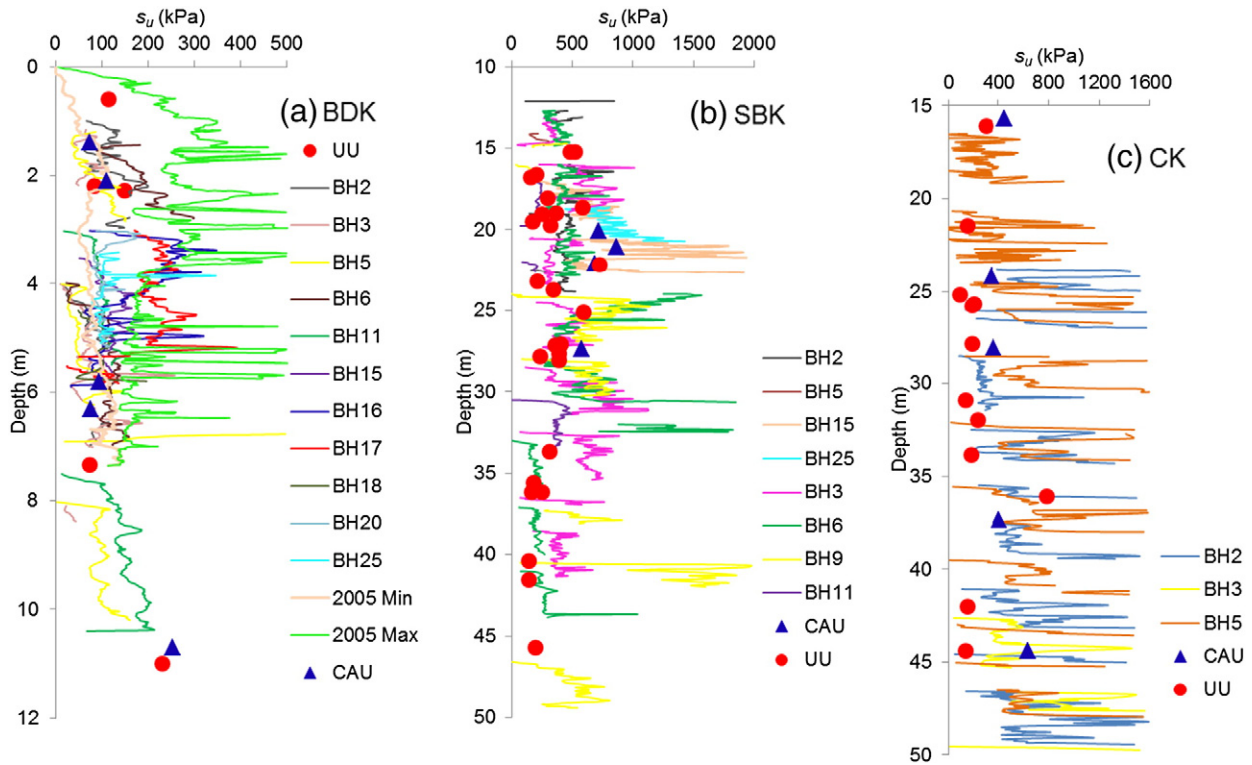 s_u (kPa)
0 100 200 300 400 500
0
2
4
6
8
10
12
Depth (m)
(a) BDK
UU
BH2
BH3
BH5
BH6
BH11
BH15
BH16
BH17
BH18
BH20
BH25
2005 Min
2005 Max
CAU
s_u (kPa)
0 500 1000 1500 2000
10
15
20
25
30
35
40
45
50
Depth (m)
(b) SBK
BH2
BH5
BH15
BH25
BH3
BH6
BH9
BH11
CAU
UU
s_u (kPa)
0 400 800 1200 1600
15
20
25
30
35
40
45
50
Depth (m)
(c) CK
BH2
BH3
BH5
CAU
UU